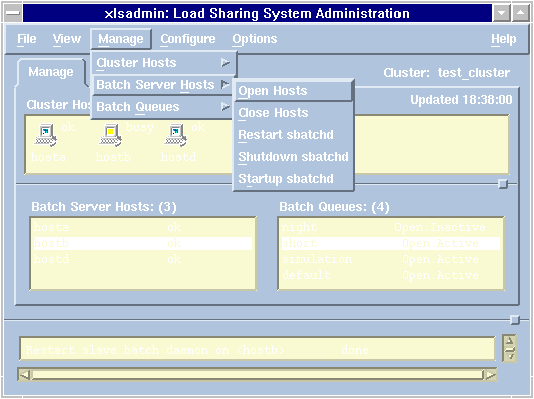 xlsadmin: Load Sharing System Administration
File View Manage Configure Options Help
Manage
Cluster Hosts
Batch Server Hosts
Batch Queues
Open Hosts
Close Hosts
Restart sbatchd
Shutdown sbatchd
Startup sbatchd
Cluster: test_cluster
Updated 18:38:00
Cluster Ho
ok busy ok
hosta hostb hostd
Batch Server Hosts: (3)
hosta ok
hostb ok
hostd ok
Batch Queues: (4)
night Open:Inactive
short Open:Active
simulation Open:Active
default Open:Active
Restart slave batch daemon on <hostb> done